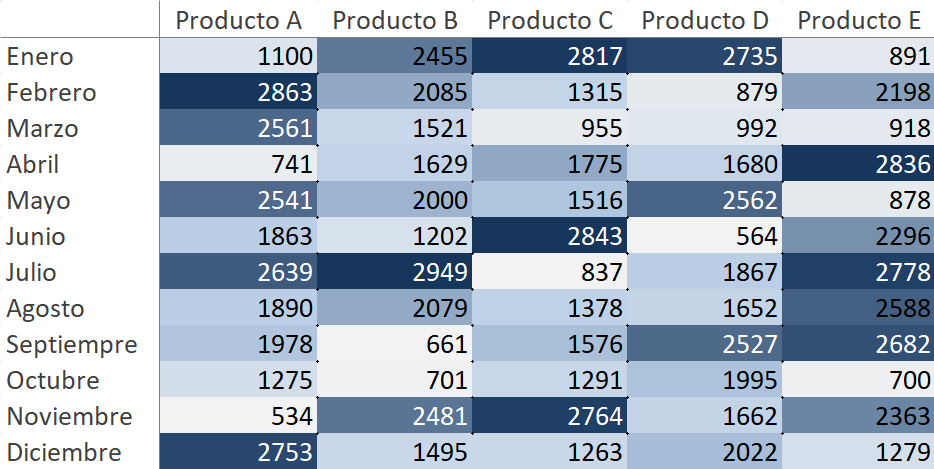 Producto A Producto B Producto C Producto D Producto E
Enero 1100 2455 2817 2735 891
Febrero 2863 2085 1315 879 2198
Marzo 2561 1521 955 992 918
Abril 741 1629 1775 1680 2836
Mayo 2541 2000 1516 2562 878
Junio 1863 1202 2843 564 2296
Julio 2639 2949 837 1867 2778
Agosto 1890 2079 1378 1652 2588
Septiempre 1978 661 1576 2527 2682
Octubre 1275 701 1291 1995 700
Noviembre 534 2481 2764 1662 2363
Diciembre 2753 1495 1263 2022 1279